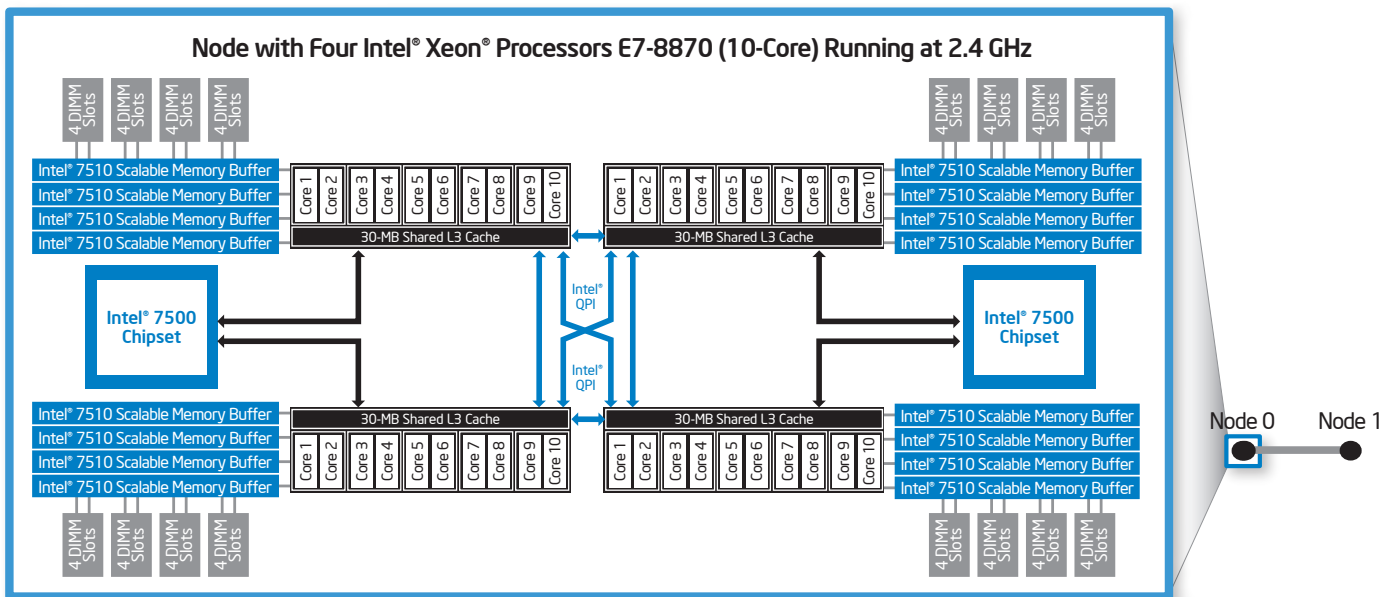 Node with Four Intel® Xeon® Processors E7-8870 (10-Core) Running at 2.4 GHz
4 DIMM
Slots
4 DIMM
Slots
4 DIMM
Slots
4 DIMM
Slots
4 DIMM
Slots
4 DIMM
Slots
4 DIMM
Slots
4 DIMM
Slots
Intel® 7510 Scalable Memory Buffer
Intel® 7510 Scalable Memory Buffer
Intel® 7510 Scalable Memory Buffer
Intel® 7510 Scalable Memory Buffer
Core 1
Core 2
Core 3
Core 4
Core 5
Core 6
Core 7
Core 8
Core 9
Core 10
30-MB Shared L3 Cache
Core 1
Core 2
Core 3
Core 4
Core 5
Core 6
Core 7
Core 8
Core 9
Core 10
30-MB Shared L3 Cache
Intel® 7510 Scalable Memory Buffer
Intel® 7510 Scalable Memory Buffer
Intel® 7510 Scalable Memory Buffer
Intel® 7510 Scalable Memory Buffer
Intel® 7500
Chipset
Intel®
QPI
Intel®
QPI
Intel® 7500
Chipset
Intel® 7510 Scalable Memory Buffer
Intel® 7510 Scalable Memory Buffer
Intel® 7510 Scalable Memory Buffer
Intel® 7510 Scalable Memory Buffer
30-MB Shared L3 Cache
Core 1
Core 2
Core 3
Core 4
Core 5
Core 6
Core 7
Core 8
Core 9
Core 10
30-MB Shared L3 Cache
Core 1
Core 2
Core 3
Core 4
Core 5
Core 6
Core 7
Core 8
Core 9
Core 10
Intel® 7510 Scalable Memory Buffer
Intel® 7510 Scalable Memory Buffer
Intel® 7510 Scalable Memory Buffer
Intel® 7510 Scalable Memory Buffer
4 DIMM
Slots
4 DIMM
Slots
4 DIMM
Slots
4 DIMM
Slots
4 DIMM
Slots
4 DIMM
Slots
4 DIMM
Slots
4 DIMM
Slots
Node 0
Node 1